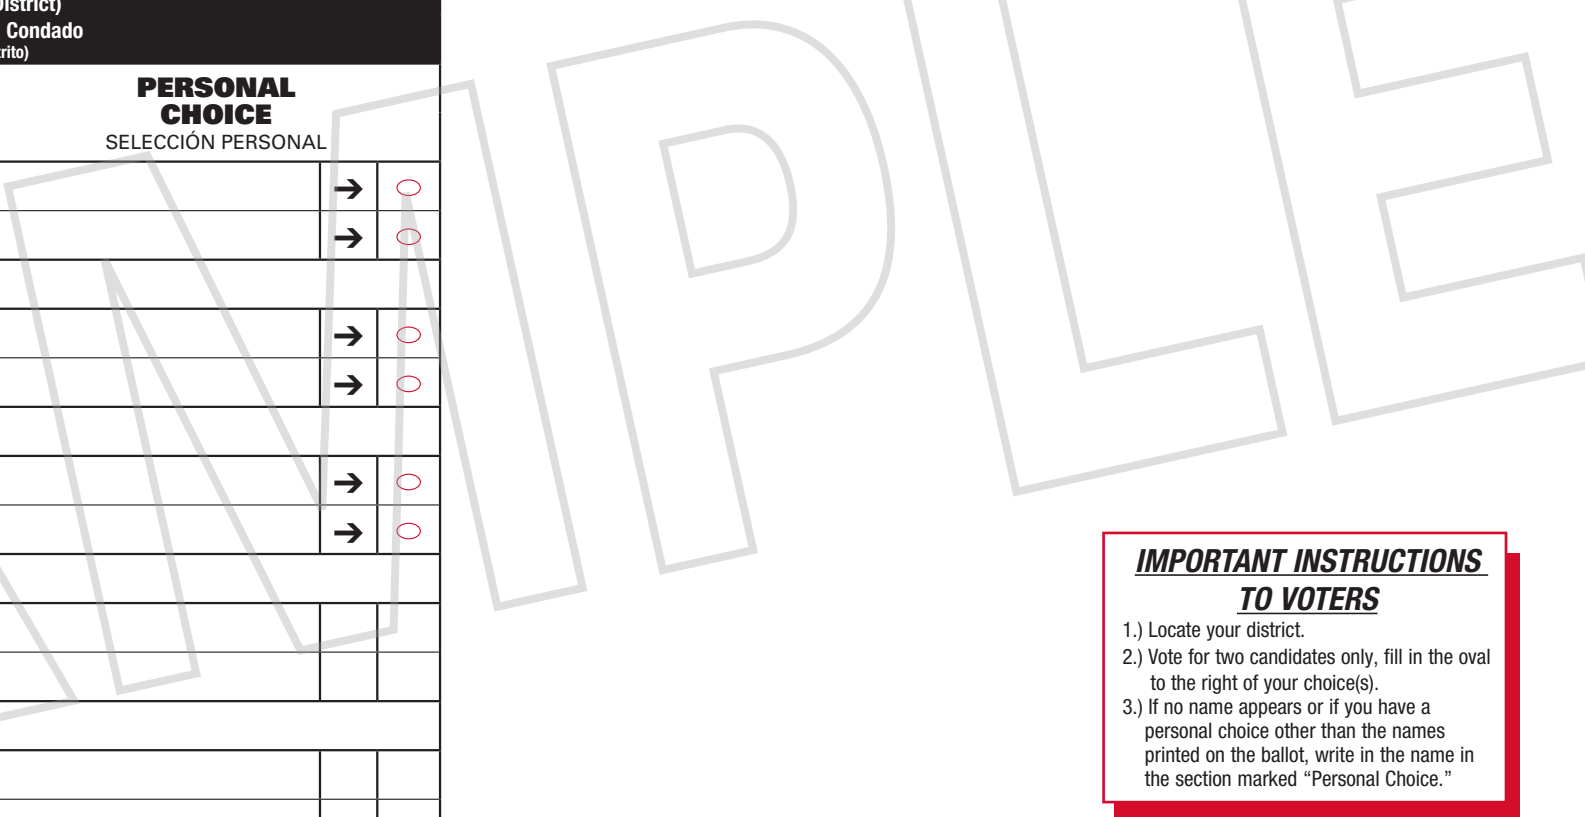 District)
Condado
PERSONAL
CHOICE
SELECCIÓN PERSONAL
IMPORTANT INSTRUCTIONS
TO VOTERS
1.) Locate your district.
2.) Vote for two candidates only, fill in the oval
to the right of your choice(s).
3.) If no name appears or if you have a
personal choice other than the names
printed on the ballot, write in the name in
the section marked “Personal Choice.”